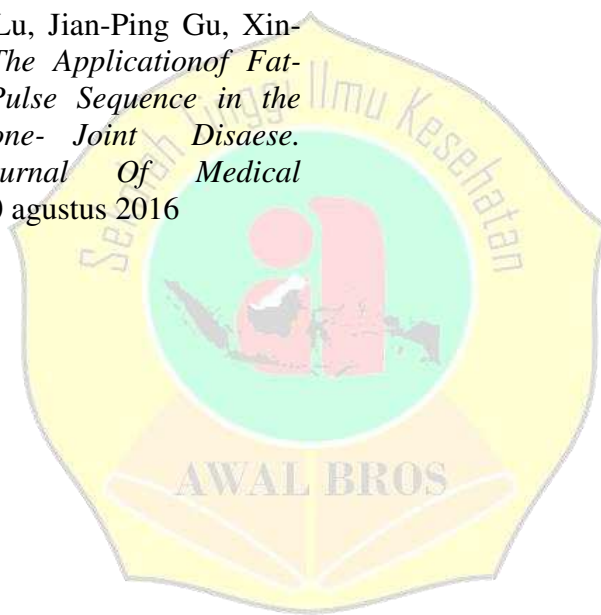 Lu, Jian-Ping Gu, Xin-
The Applicationof Fat-
Pulse Sequence in the
one- Joint Disaese.
urnal Of Medical
agustus 2016
Sekolah Tinggi Ilmu Kesehatan
AWAL BROS